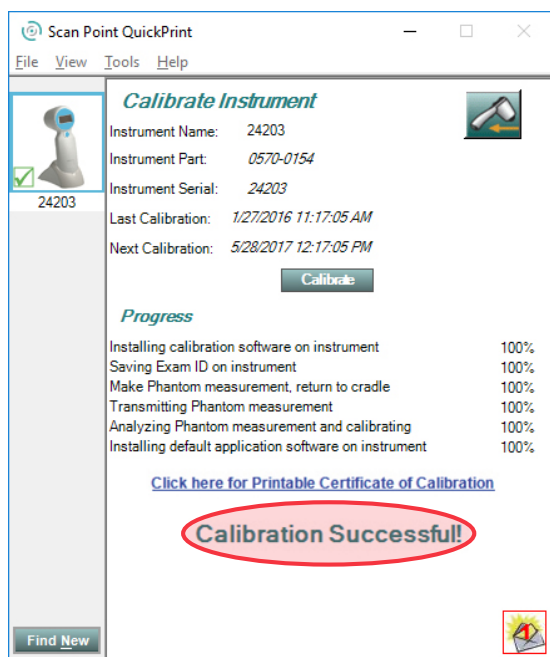 Scan Point QuickPrint
File View Tools Help
Calibrate Instrument
Instrument Name: 24203
Instrument Part: 0570-0154
Instrument Serial: 24203
24203
Last Calibration: 1/27/2016 11:17:05 AM
Next Calibration: 5/28/2017 12:17:05 PM
Calibrate
Progress
Installing calibration software on instrument 100%
Saving Exam ID on instrument 100%
Make Phantom measurement, return to cradle 100%
Transmitting Phantom measurement 100%
Analyzing Phantom measurement and calibrating 100%
Installing default application software on instrument 100%
Click here for Printable Certificate of Calibration
Calibration Successful!
Find New
1